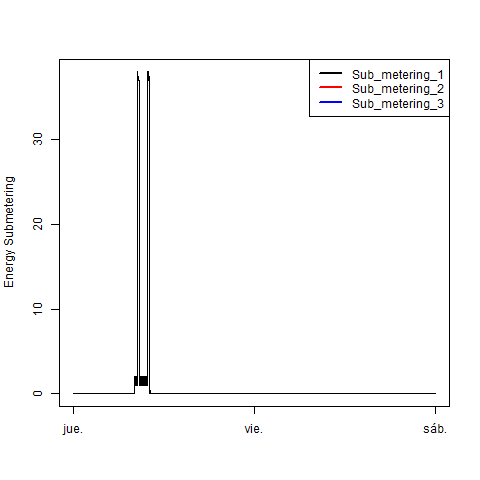 Sub_metering_1
Sub_metering_2
Sub_metering_3
Energy Submetering
30
20
10
0
jue.
vie.
sáb.